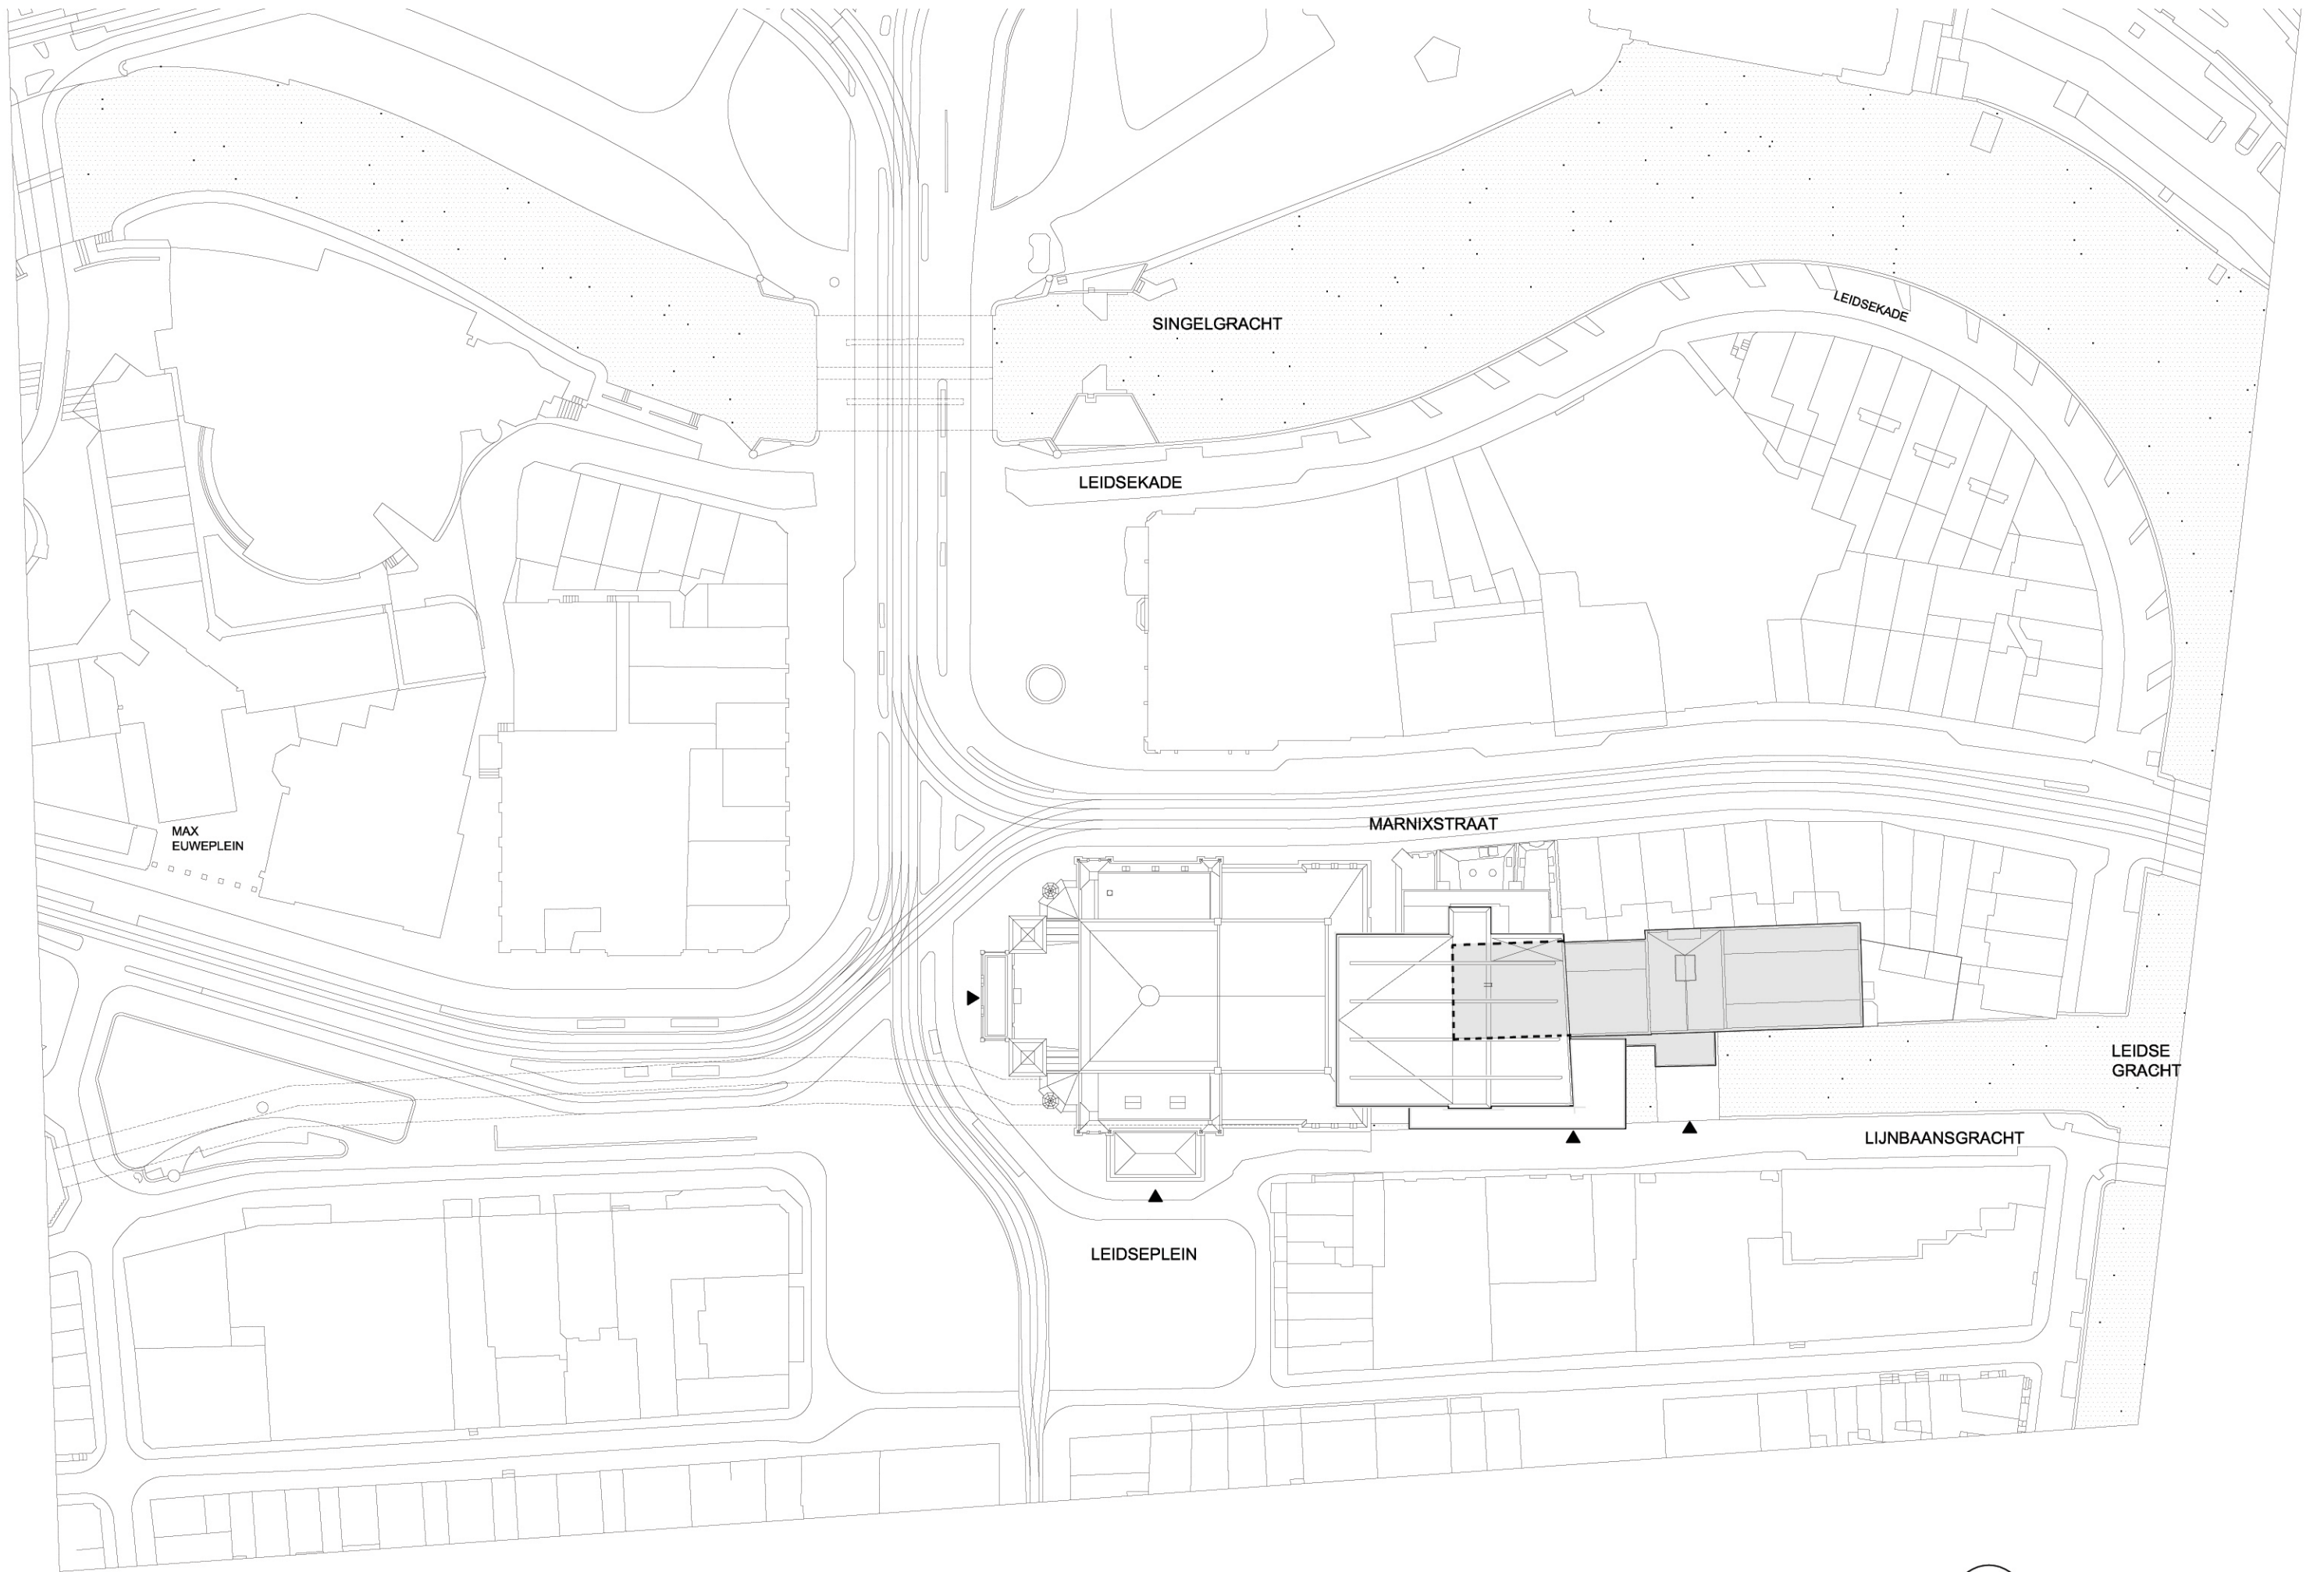 LEIDSEKADE
SINGELGRACHT
LEIDSEKADE
MARNIXSTRAAT
MAX
EUWEPLEIN
LEIDSE
GRACHT
LIJNBAANSGRACHT
LEIDSEPLEIN